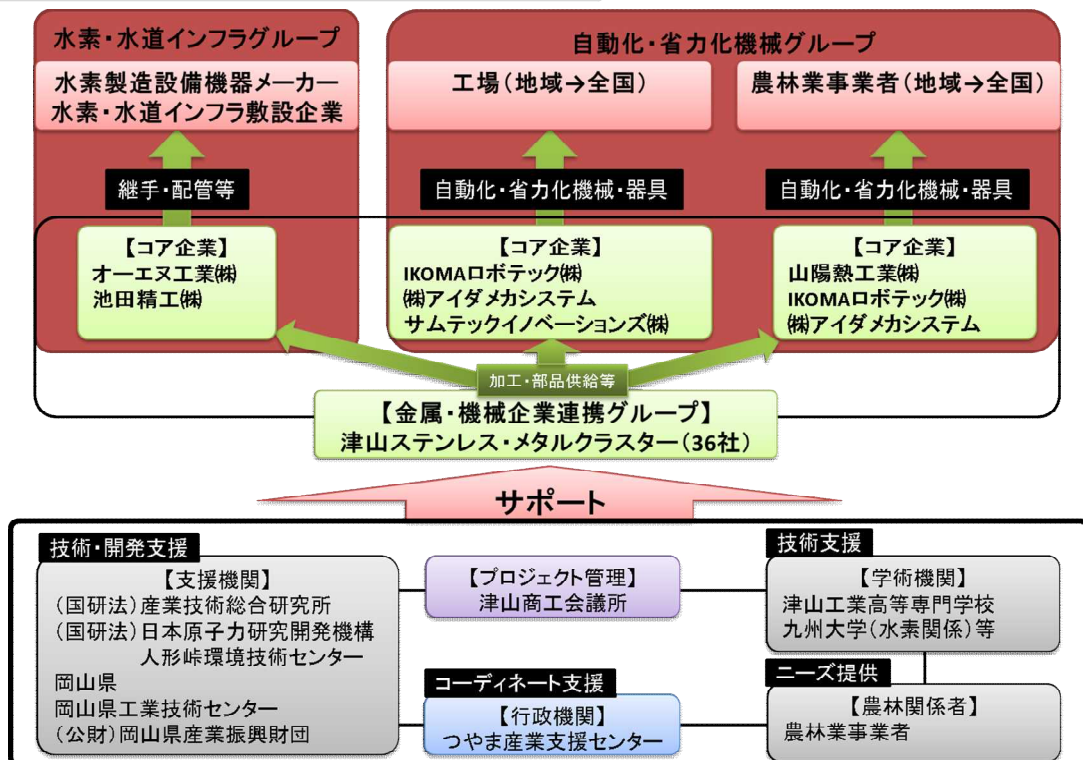 水素・水道インフラグループ
水素製造設備機器メーカー
水素・水道インフラ敷設企業
継手・配管等
【コア企業】
オーエヌ工業㈱
池田精工㈱
自動化・省力化機械グループ
工場（地域→全国）
自動化・省力化機械・器具
【コア企業】
IKOMAロボテック㈱
㈱アイダメカシステム
サムテックイノベーションズ㈱
農林業事業者（地域→全国）
自動化・省力化機械・器具
【コア企業】
山陽熱工業㈱
IKOMAロボテック㈱
㈱アイダメカシステム
加工・部品供給等
【金属・機械企業連携グループ】
津山ステンレス・メタルクラスター（36社）
サポート
技術・開発支援
【支援機関】
（国研法）産業技術総合研究所
（国研法）日本原子力研究開発機構
人形峠環境技術センター
岡山県
岡山県工業技術センター
（公財）岡山県産業振興財団
【プロジェクト管理】
津山商工会議所
コーディネート支援
【行政機関】
つやま産業支援センター
技術支援
【学術機関】
津山工業高等専門学校
九州大学（水素関係）等
ニーズ提供
【農林関係者】
農林業事業者